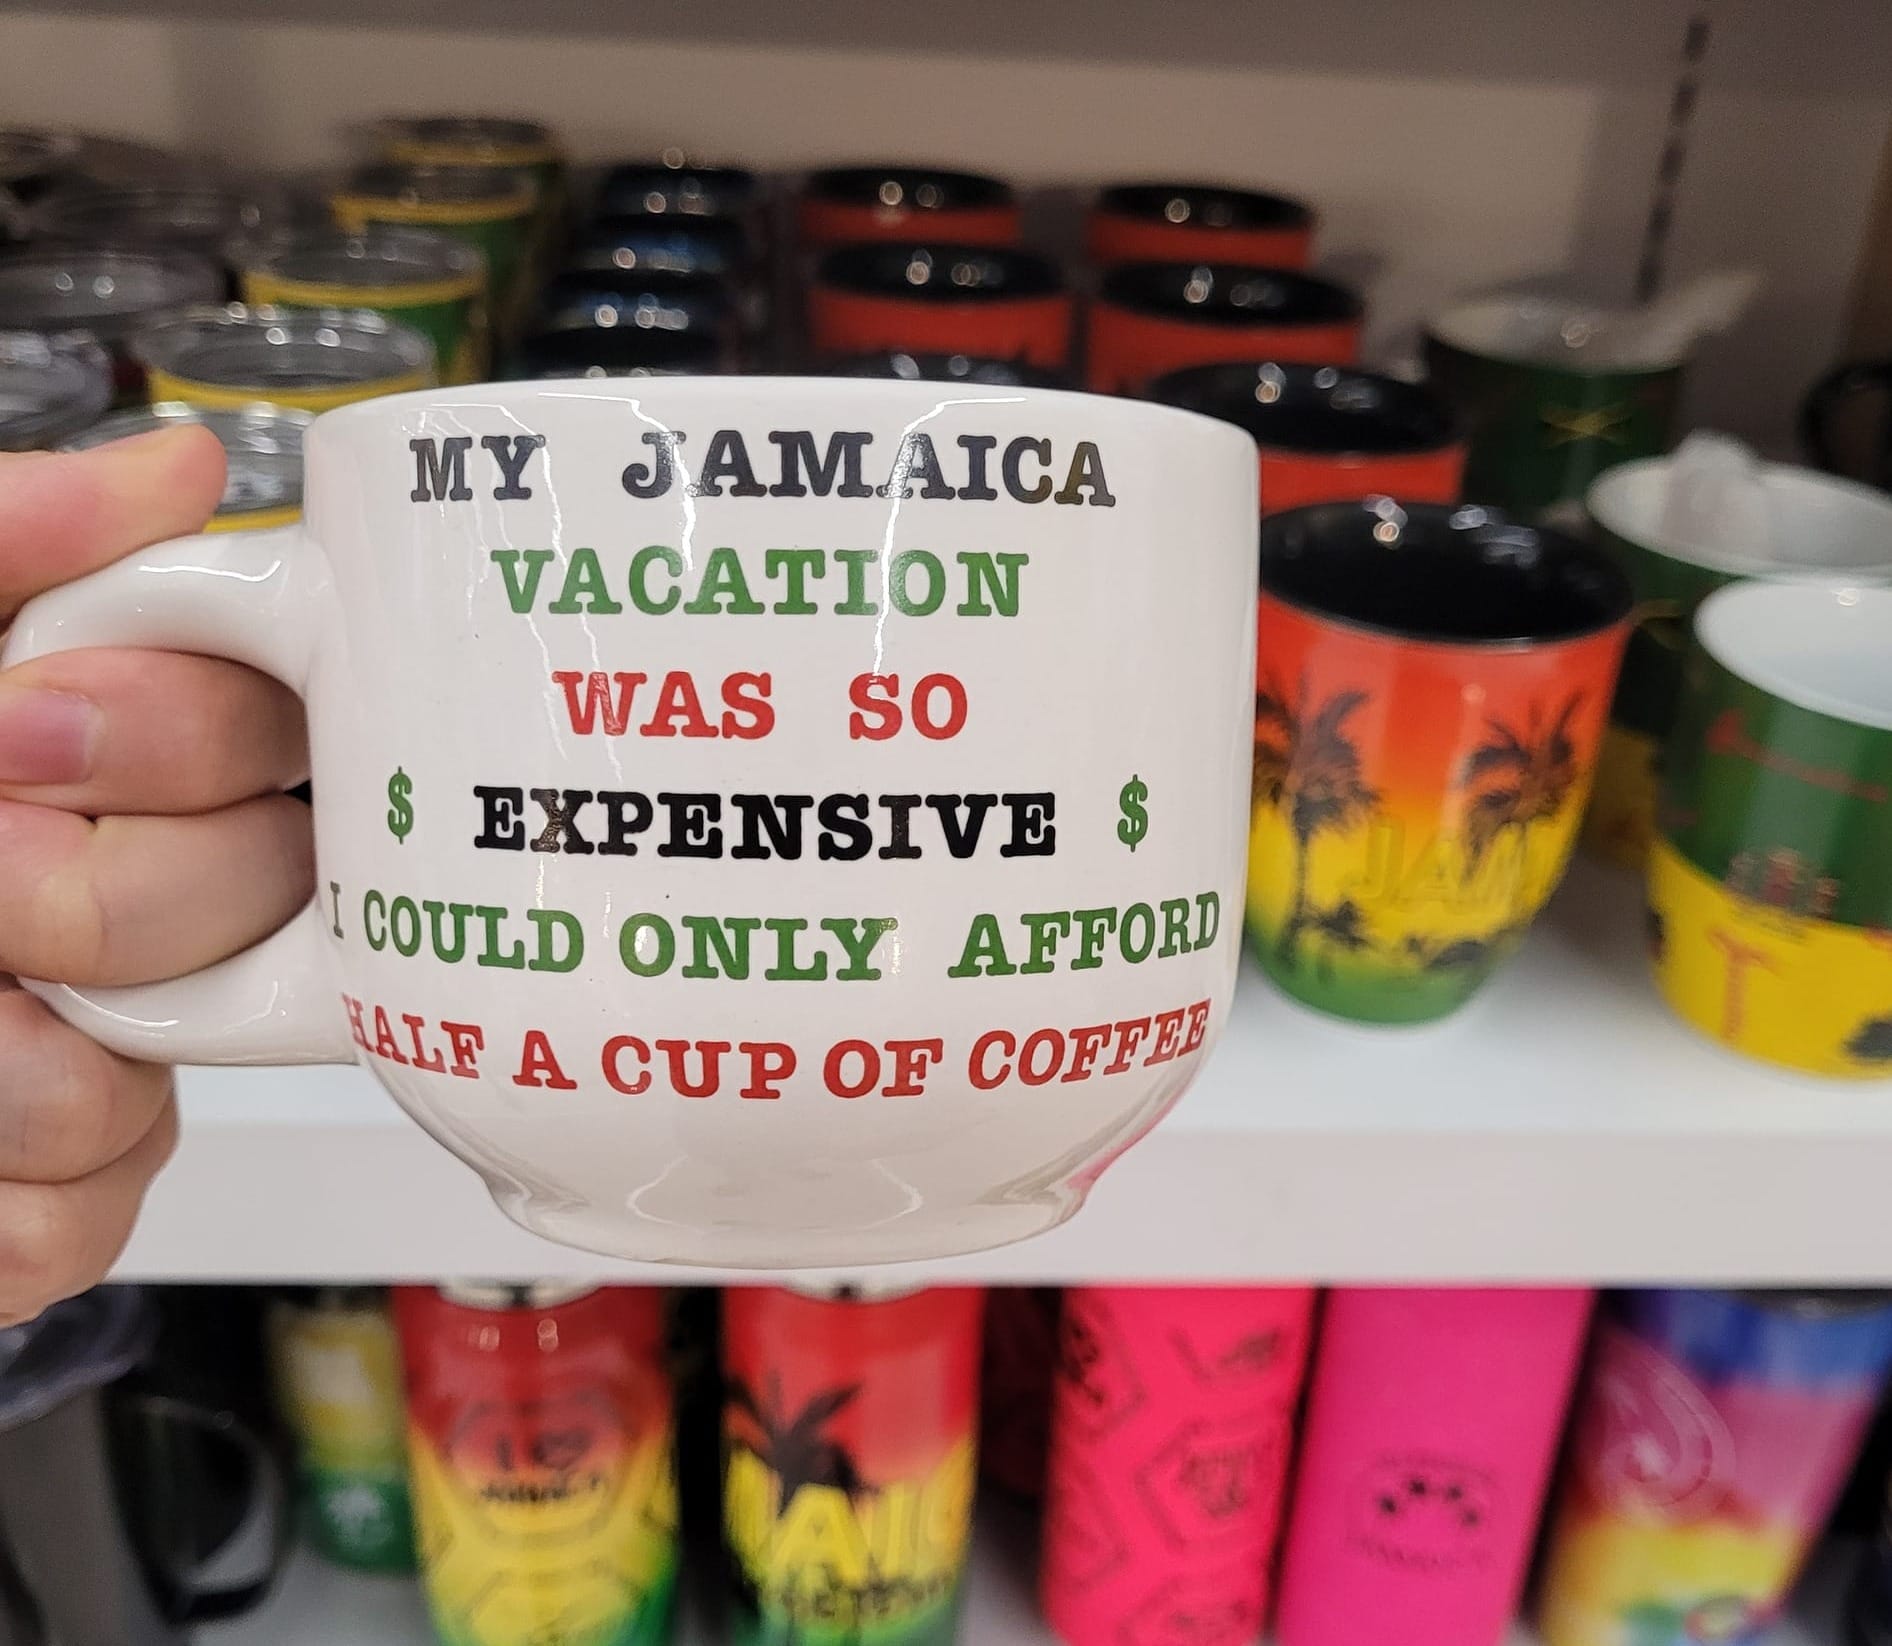 MY JAMAICA
VACATION
WAS SO
$ EXPENSIVE $
I COULD ONLY AFFORD
HALF A CUP OF COFFEE